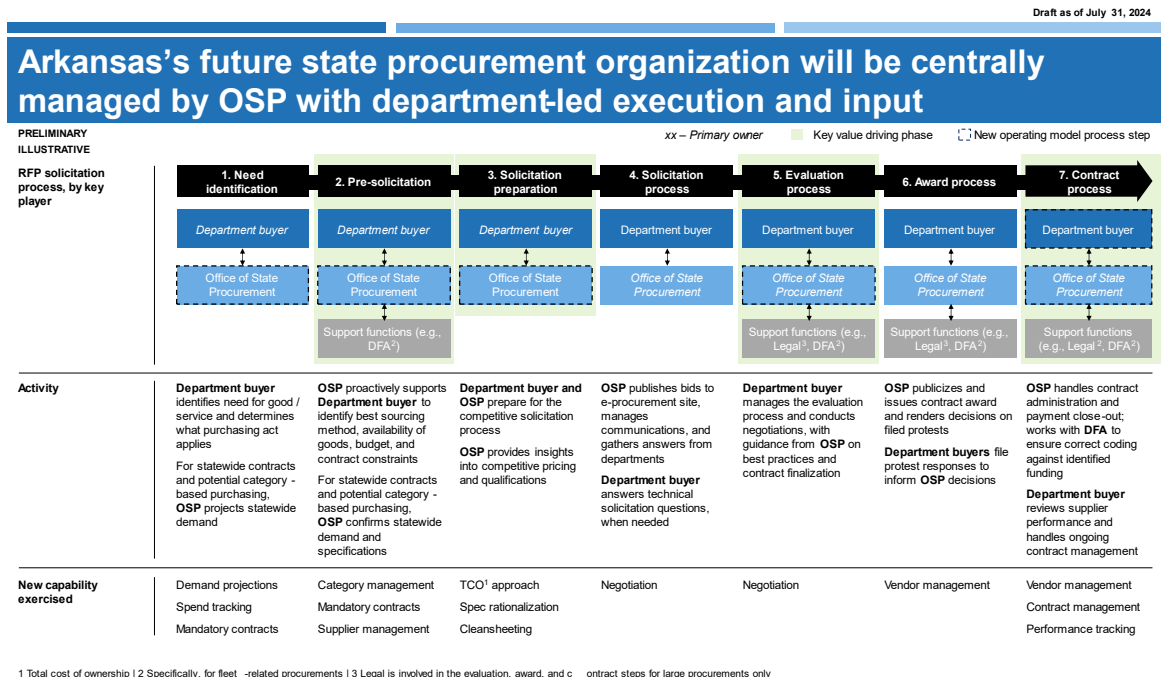 Draft as of July 31, 2024
Arkansas's future state procurement organization will be centrally
managed by OSP with department-led execution and input
PRELIMINARY
ILLUSTRATIVE
xx – Primary owner
Key value driving phase
New operating model process step
RFP solicitation
process, by key
player
1. Need
identification
2. Pre-solicitation
3. Solicitation
preparation
4. Solicitation
process
5. Evaluation
process
6. Award process
7. Contract
process
Department buyer
Department buyer
Department buyer
Department buyer
Department buyer
Department buyer
Department buyer
Office of State
Procurement
Office of State
Procurement
Office of State
Procurement
Office of State
Procurement
Office of State
Procurement
Office of State
Procurement
Office of State
Procurement
Support functions (e.g.,
DFA²)
Support functions (e.g.,
Legal³, DFA²)
Support functions (e.g.,
Legal³, DFA²)
Support functions
(e.g., Legal ², DFA²)
Activity
Department buyer
identifies need for good /
service and determines
what purchasing act
applies
For statewide contracts
and potential category -
based purchasing,
OSP projects statewide
demand
OSP proactively supports
Department buyer to
identify best sourcing
method, availability of
goods, budget, and
contract constraints
For statewide contracts
and potential category -
based purchasing,
OSP confirms statewide
demand and
specifications
Department buyer and
OSP prepare for the
competitive solicitation
process
OSP provides insights
into competitive pricing
and qualifications
OSP publishes bids to
e-procurement site,
manages
communications, and
gathers answers from
departments
Department buyer
answers technical
solicitation questions,
when needed
Department buyer
manages the evaluation
process and conducts
negotiations, with
guidance from OSP on
best practices and
contract finalization
OSP publicizes and
issues contract award
and renders decisions on
filed protests
Department buyers file
protest responses to
inform OSP decisions
OSP handles contract
administration and
payment close-out;
works with DFA to
ensure correct coding
against identified
funding
Department buyer
reviews supplier
performance and
handles ongoing
contract management
New capability
exercised
Demand projections
Spend tracking
Mandatory contracts
Category management
Mandatory contracts
Supplier management
TCO¹ approach
Spec rationalization
Cleansheeting
Negotiation
Negotiation
Vendor management
Vendor management
Contract management
Performance tracking
1 Total cost of ownership | 2 Specifically, for fleet -related procurements | 3 Legal is involved in the evaluation, award, and c ontract steps for large procurements only